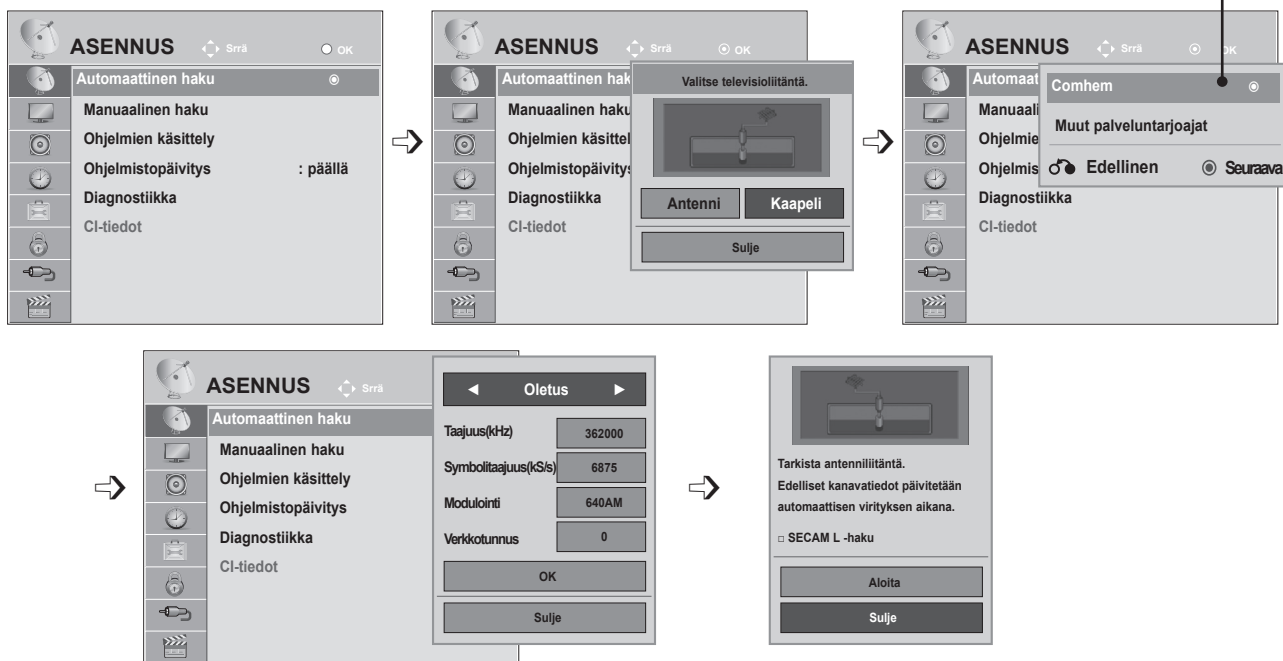 ASENNUS Srrä OK
Automaattinen haku
Manuaalinen haku
Ohjelmien käsittely
Ohjelmistopäivitys : päällä
Diagnostiikka
CI-tiedot
ASENNUS Srrä OK
Automaattinen hak
Manuaalinen haku
Ohjelmien käsittel
Ohjelmistopäivitys
Diagnostiikka
CI-tiedot
Valitse televisioliitäntä.
Antenni Kaapeli
Sulje
ASENNUS Srrä OK
Automaat
Manuaali
Ohjelmie
Ohjelmis
Diagnostiikka
CI-tiedot
Comhem
Muut palveluntarjoajat
Edellinen Seuraava
ASENNUS Srrä
Automaattinen haku
Manuaalinen haku
Ohjelmien käsittely
Ohjelmistopäivitys
Diagnostiikka
CI-tiedot
◄ Oletus ►
Taajuus(kHz) 362000
Symbolitaajuus(kS/s) 6875
Modulointi 640AM
Verkkotunnus 0
OK
Sulje
Tarkista antenniliitäntä.
Edelliset kanavatiedot päivitetään
automaattisen virityksen aikana.
□ SECAM L -haku
Aloita
Sulje